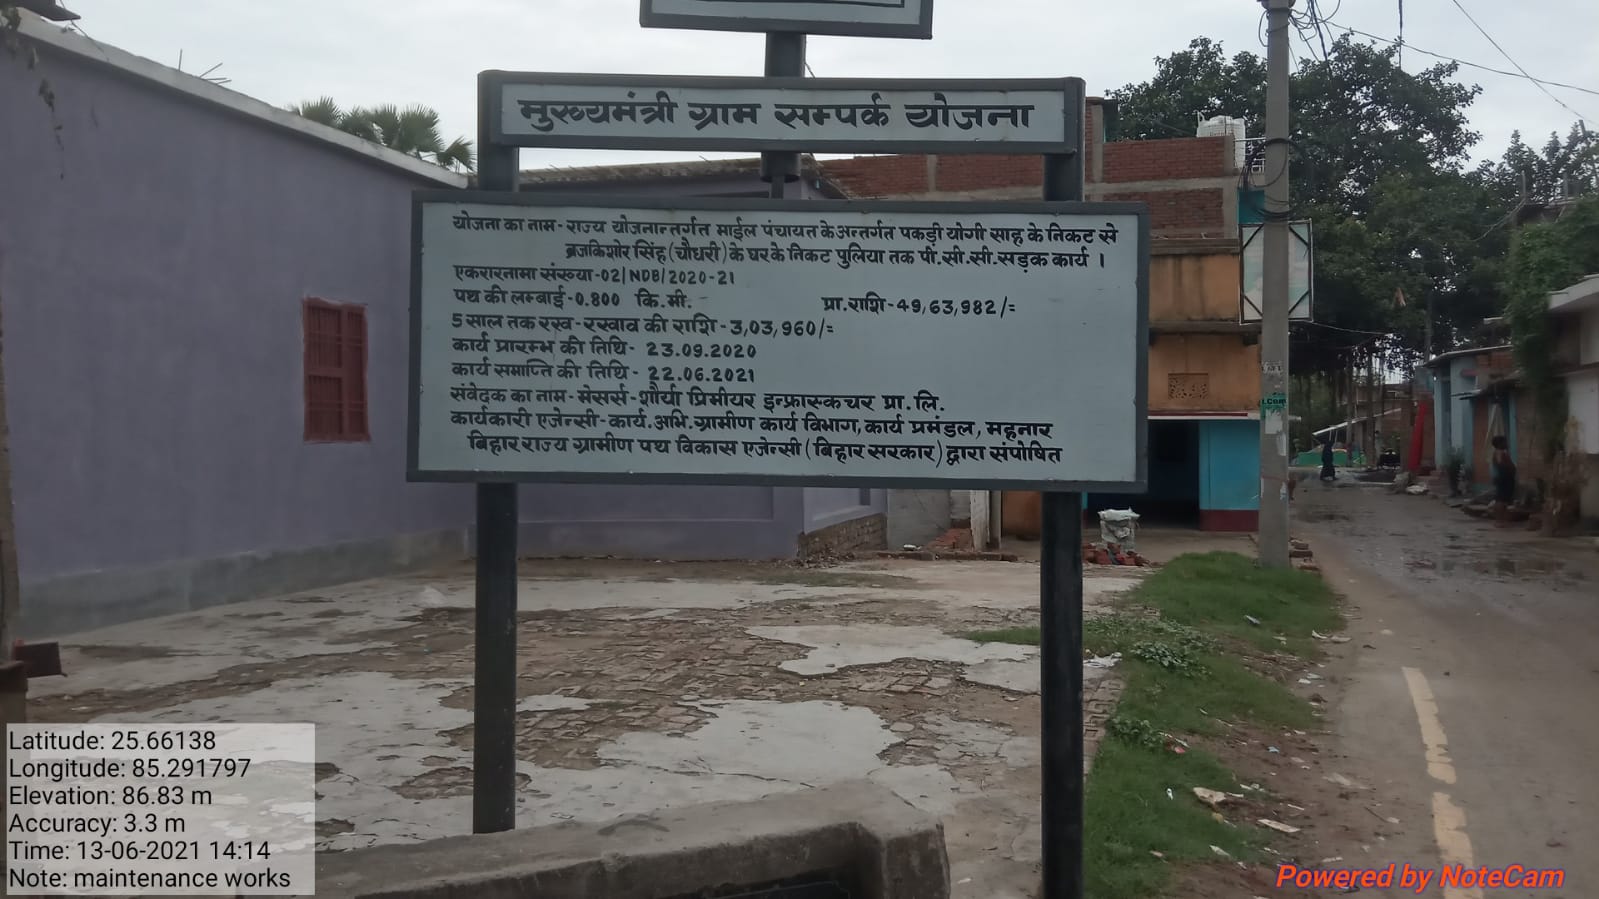 मुख्यमंत्री ग्राम सम्पर्क योजना
योजना का नाम- राज्य योजनान्तर्गत माईल पंचायत के अन्तर्गत पकड़ी योगी साह के निकट से
ब्रजकिशोर सिंह (चौधरी) के घर के निकट पुलिया तक पी.सी.सी.सड़क कार्य ।
एकरारनामा संख्या-02/NDB/2020-21
पथ की लम्बाई-0.800 कि.मी. प्रा.राशि-49,63,982/=
5 साल तक रख-रखाव की राशि-3,03,960/=
कार्य प्रारम्भ की तिथि- 23.09.2020
कार्य समाप्ति की तिथि - 22.06.2021
संवेदक का नाम- मेसर्स-शौर्या प्रिमीयर इन्फ्रास्कचर प्रा.लि.
कार्यकारी एजेन्सी-कार्य.अभि.ग्रामीण कार्य विभाग, कार्य प्रमंडल, महनार
बिहार राज्य ग्रामीण पथ विकास एजेन्सी (बिहार सरकार) द्वारा संपोषित
Latitude: 25.66138
Longitude: 85.291797
Elevation: 86.83 m
Accuracy: 3.3 m
Time: 13-06-2021 14:14
Note: maintenance works
Powered by NoteCam